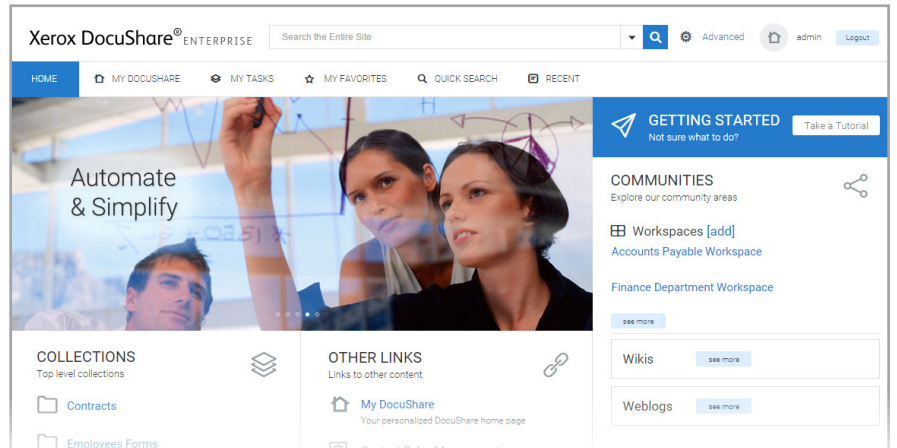 Xerox DocuShare® ENTERPRISE
Search the Entire Site
Advanced
admin
Logout
HOME
MY DOCUSHARE
MY TASKS
MY FAVORITES
QUICK SEARCH
RECENT
Automate
& Simplify
GETTING STARTED
Not sure what to do?
Take a Tutorial
COMMUNITIES
Explore our community areas
Workspaces [add]
Accounts Payable Workspace
Finance Department Workspace
see more
Wikis
see more
Weblogs
see more
COLLECTIONS
Top level collections
Contracts
Employees Forms
OTHER LINKS
Links to other content
My DocuShare
Your personalized DocuShare home page